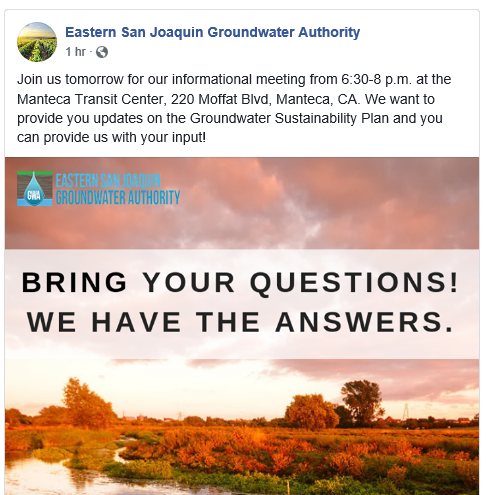 Eastern San Joaquin Groundwater Authority
1 hr ·
Join us tomorrow for our informational meeting from 6:30-8 p.m. at the
Manteca Transit Center, 220 Moffat Blvd, Manteca, CA. We want to
provide you updates on the Groundwater Sustainability Plan and you
can provide us with your input!
GWA
EASTERN SAN JOAQUIN
GROUNDWATER AUTHORITY
BRING YOUR QUESTIONS!
WE HAVE THE ANSWERS.